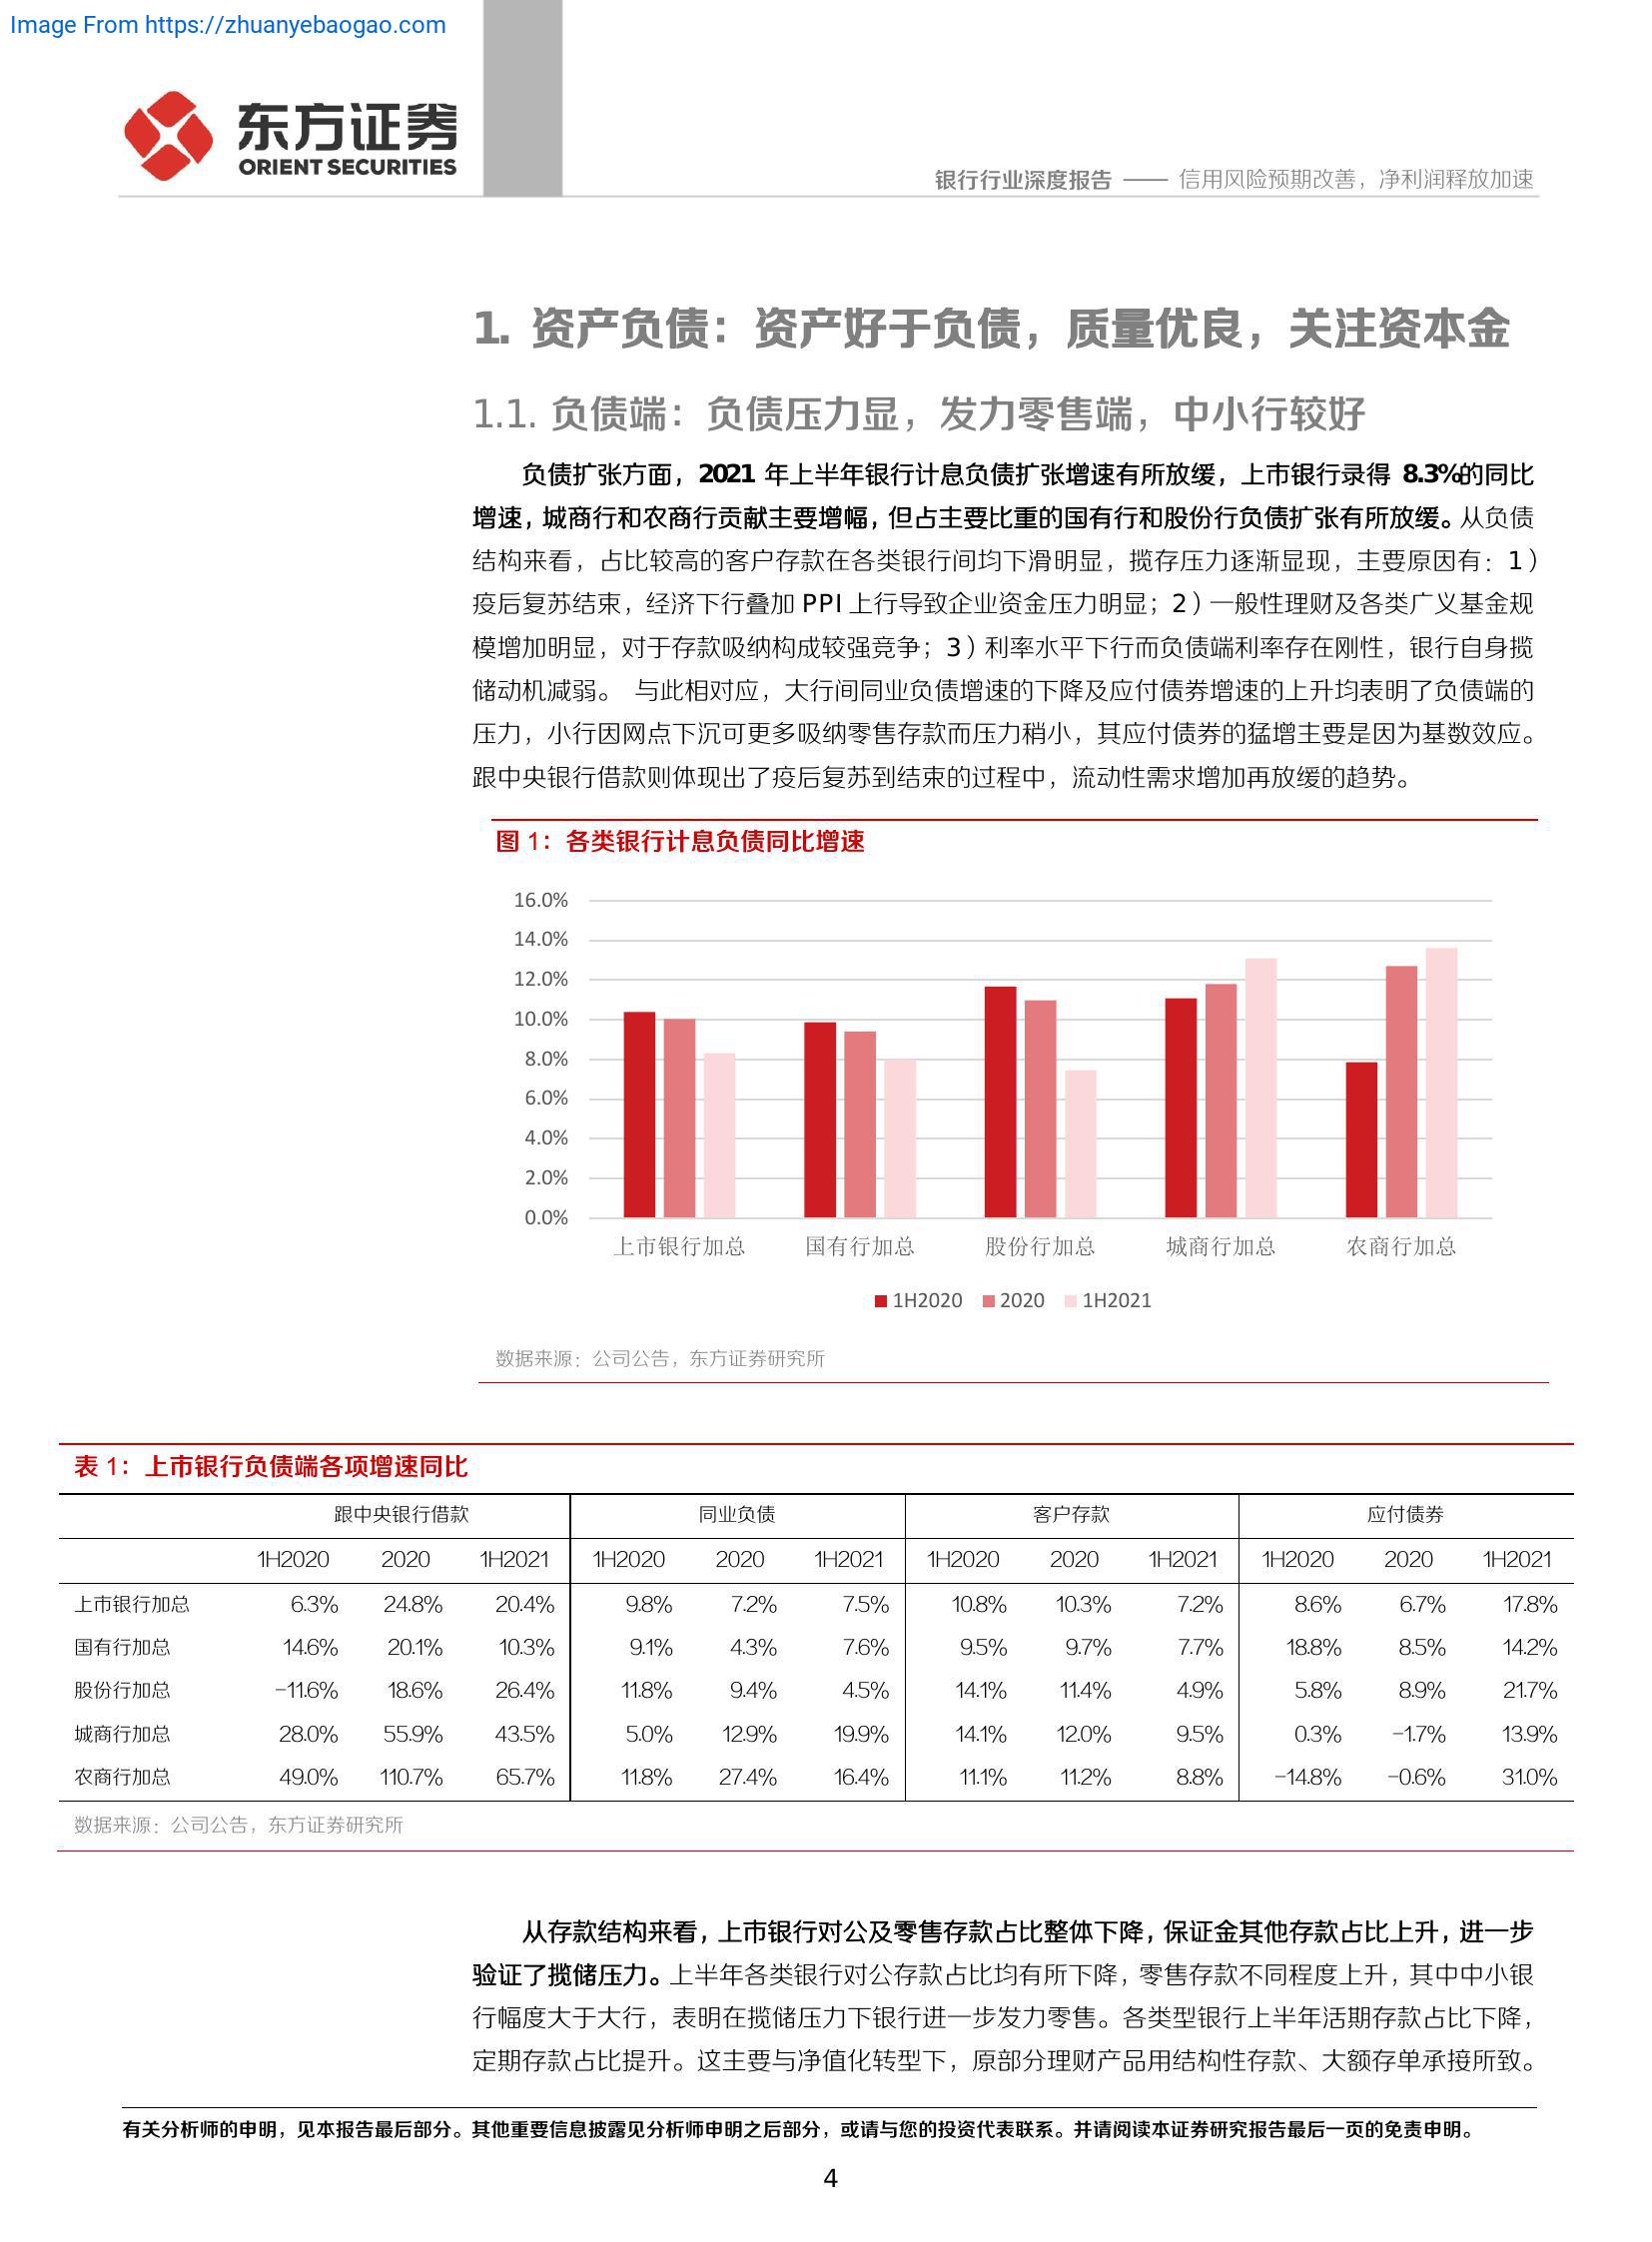 Image From https://zhuanyebaogao.com
东方证券
ORIENT SECURITIES
银行行业深度报告 —— 信用风险预期改善，净利润释放加速
1. 资产负债：资产好于负债，质量优良，关注资本金
1.1. 负债端：负债压力显，发力零售端，中小行较好
负债扩张方面，2021 年上半年银行计息负债扩张增速有所放缓，上市银行录得 8.3%的同比
增速，城商行和农商行贡献主要增幅，但占主要比重的国有行和股份行负债扩张有所放缓。从负债
结构来看，占比较高的客户存款在各类银行间均下滑明显，揽存压力逐渐显现，主要原因有：1）
疫后复苏结束，经济下行叠加 PPI 上行导致企业资金压力明显；2）一般性理财及各类广义基金规
模增加明显，对于存款吸纳构成较强竞争；3）利率水平下行而负债端利率存在刚性，银行自身揽
储动机减弱。 与此相对应，大行间同业负债增速的下降及应付债券增速的上升均表明了负债端的
压力，小行因网点下沉可更多吸纳零售存款而压力稍小，其应付债券的猛增主要是因为基数效应。
跟中央银行借款则体现出了疫后复苏到结束的过程中，流动性需求增加再放缓的趋势。
图 1：各类银行计息负债同比增速
16.0%
14.0%
12.0%
10.0%
8.0%
6.0%
4.0%
2.0%
0.0%
上市银行加总 国有行加总 股份行加总 城商行加总 农商行加总
1H2020 2020 1H2021
数据来源：公司公告，东方证券研究所
表 1：上市银行负债端各项增速同比
跟中央银行借款 同业负债 客户存款 应付债券
1H2020 2020 1H2021 1H2020 2020 1H2021 1H2020 2020 1H2021 1H2020 2020 1H2021
上市银行加总 6.3% 24.8% 20.4% 9.8% 7.2% 7.5% 10.8% 10.3% 7.2% 8.6% 6.7% 17.8%
国有行加总 14.6% 20.1% 10.3% 9.1% 4.3% 7.6% 9.5% 9.7% 7.7% 18.8% 8.5% 14.2%
股份行加总 -11.6% 18.6% 26.4% 11.8% 9.4% 4.5% 14.1% 11.4% 4.9% 5.8% 8.9% 21.7%
城商行加总 28.0% 55.9% 43.5% 5.0% 12.9% 19.9% 14.1% 12.0% 9.5% 0.3% -1.7% 13.9%
农商行加总 49.0% 110.7% 65.7% 11.8% 27.4% 16.4% 11.1% 11.2% 8.8% -14.8% -0.6% 31.0%
数据来源：公司公告，东方证券研究所
从存款结构来看，上市银行对公及零售存款占比整体下降，保证金其他存款占比上升，进一步
验证了揽储压力。上半年各类银行对公存款占比均有所下降，零售存款不同程度上升，其中中小银
行幅度大于大行，表明在揽储压力下银行进一步发力零售。各类型银行上半年活期存款占比下降，
定期存款占比提升。这主要与净值化转型下，原部分理财产品用结构性存款、大额存单承接所致。
有关分析师的申明，见本报告最后部分。其他重要信息披露见分析师申明之后部分，或请与您的投资代表联系。并请阅读本证券研究报告最后一页的免责申明。
4